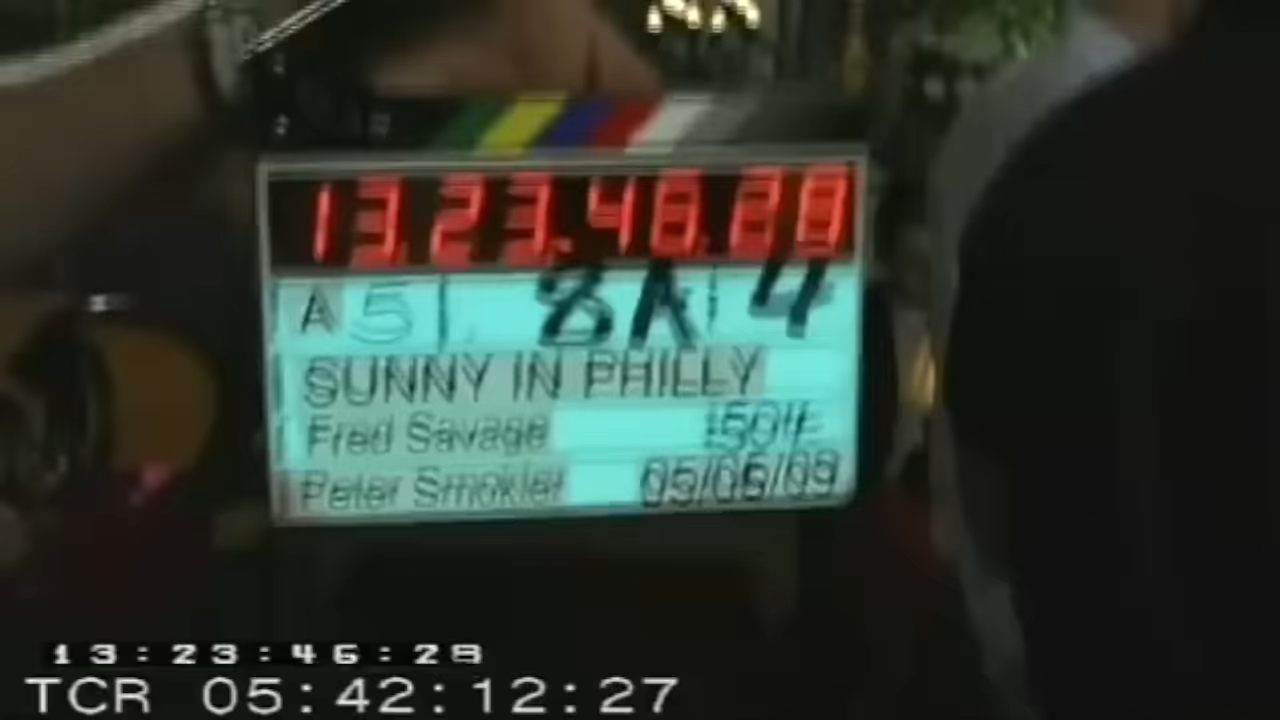 13.23.46.28
A 5 8A 4
SUNNY IN PHILLY
Fred Savage
Peter Smokler 05/06/09
13:23:46:28
TCR 05:42:12:27